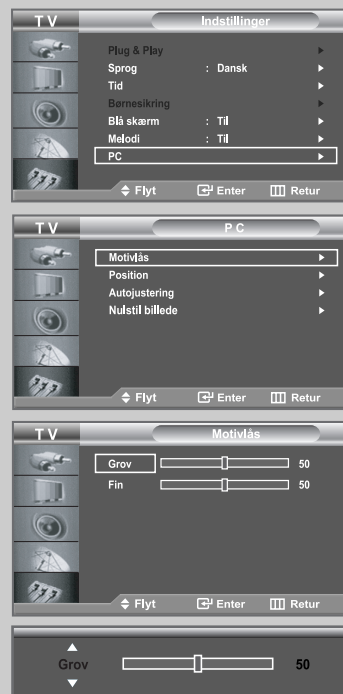 TV Indstillinger
Plug & Play
Sprog : Dansk
Tid
Børnesikring
Blå skærm : Til
Melodi : Til
PC
Flyt Enter Retur
TV PC
Motivlås
Position
Autojustering
Nulstil billede
Flyt Enter Retur
TV Motivlås
Grov 50
Fin 50
Flyt Enter Retur
Grov 50